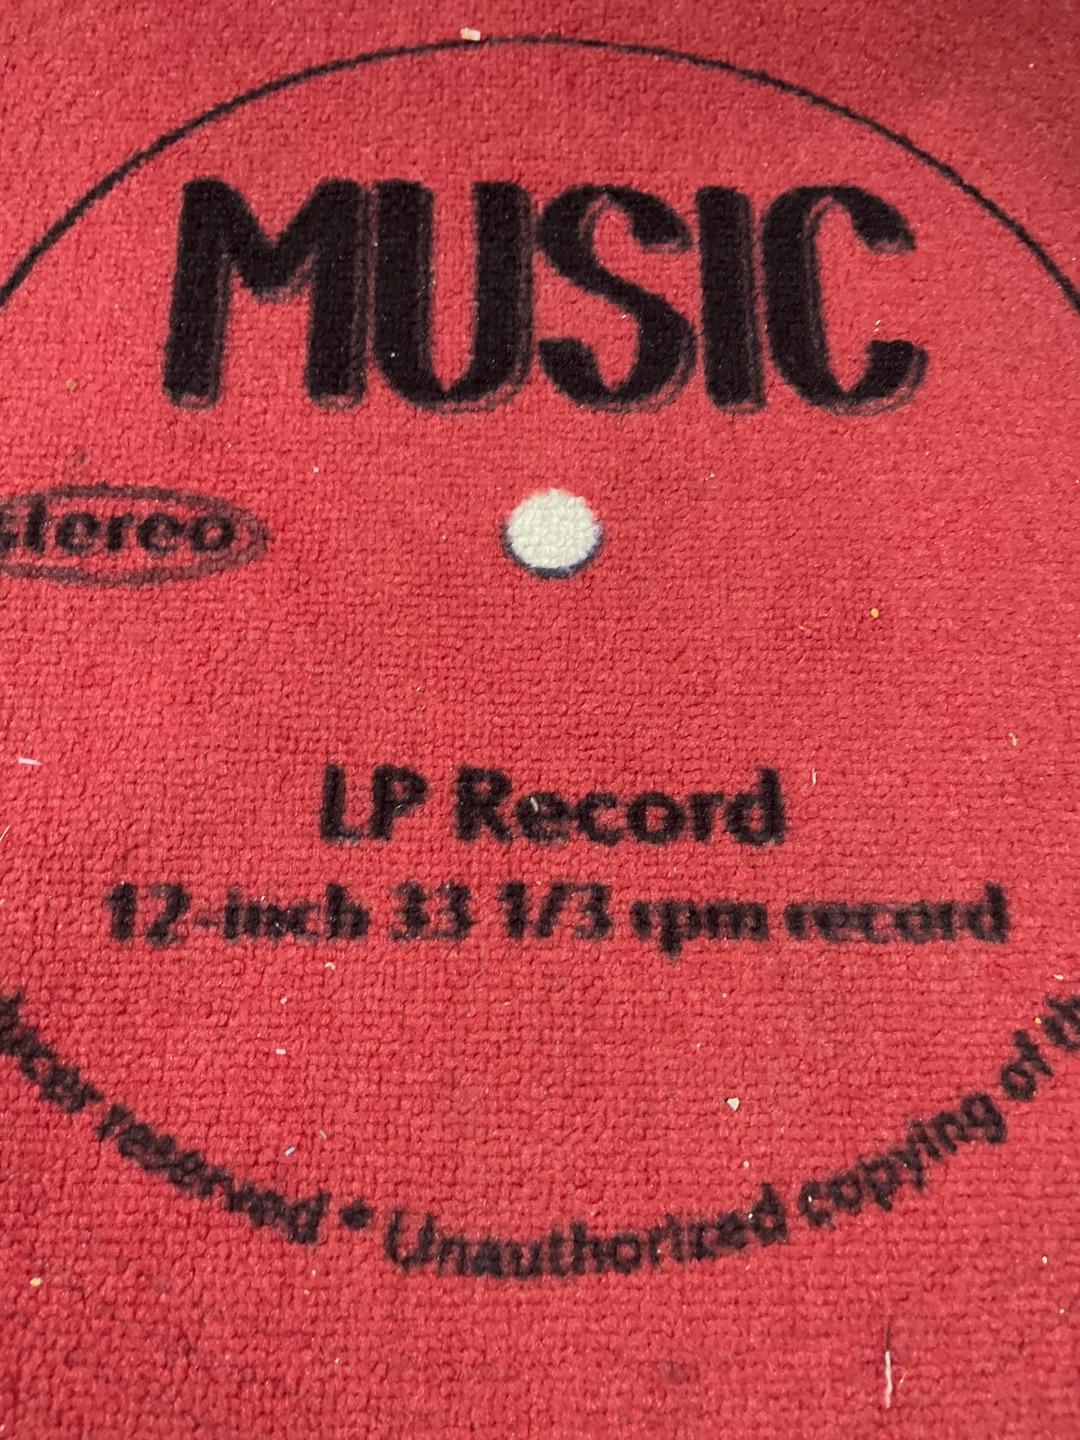 MUSIC
stereo
LP Record
12-inch 33 1/3 rpm record
reserved * Unauthorized copying of